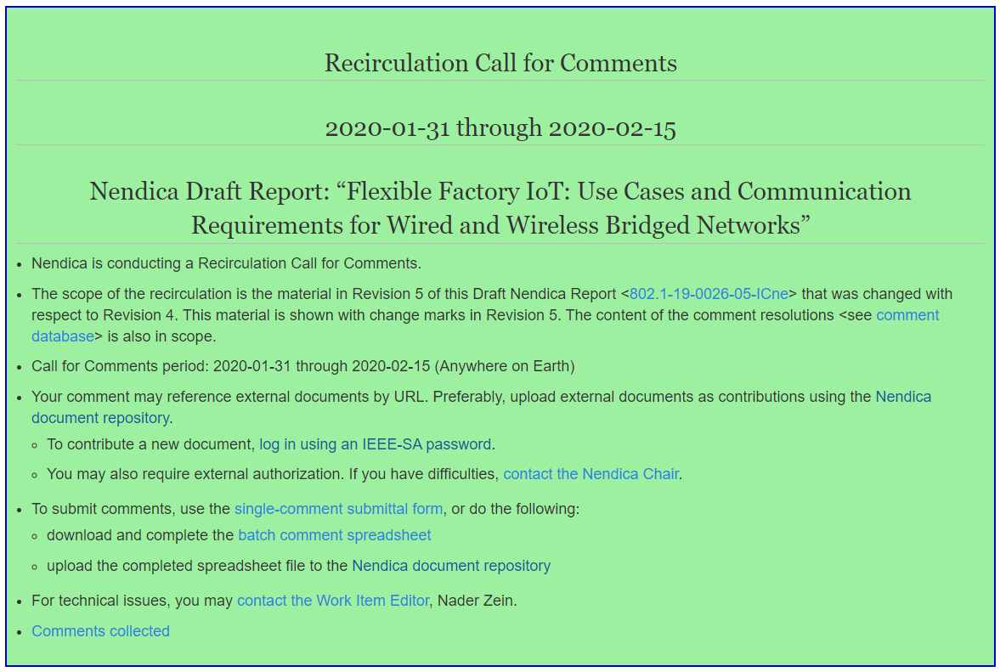 Recirculation Call for Comments
2020-01-31 through 2020-02-15
Nendica Draft Report: “Flexible Factory IoT: Use Cases and Communication
Requirements for Wired and Wireless Bridged Networks”
• Nendica is conducting a Recirculation Call for Comments.
• The scope of the recirculation is the material in Revision 5 of this Draft Nendica Report <802.1-19-0026-05-ICne> that was changed with
respect to Revision 4. This material is shown with change marks in Revision 5. The content of the comment resolutions <see comment
database> is also in scope.
• Call for Comments period: 2020-01-31 through 2020-02-15 (Anywhere on Earth)
• Your comment may reference external documents by URL. Preferably, upload external documents as contributions using the Nendica
document repository.
◦ To contribute a new document, log in using an IEEE-SA password.
◦ You may also require external authorization. If you have difficulties, contact the Nendica Chair.
• To submit comments, use the single-comment submittal form, or do the following:
◦ download and complete the batch comment spreadsheet
◦ upload the completed spreadsheet file to the Nendica document repository
• For technical issues, you may contact the Work Item Editor, Nader Zein.
• Comments collected